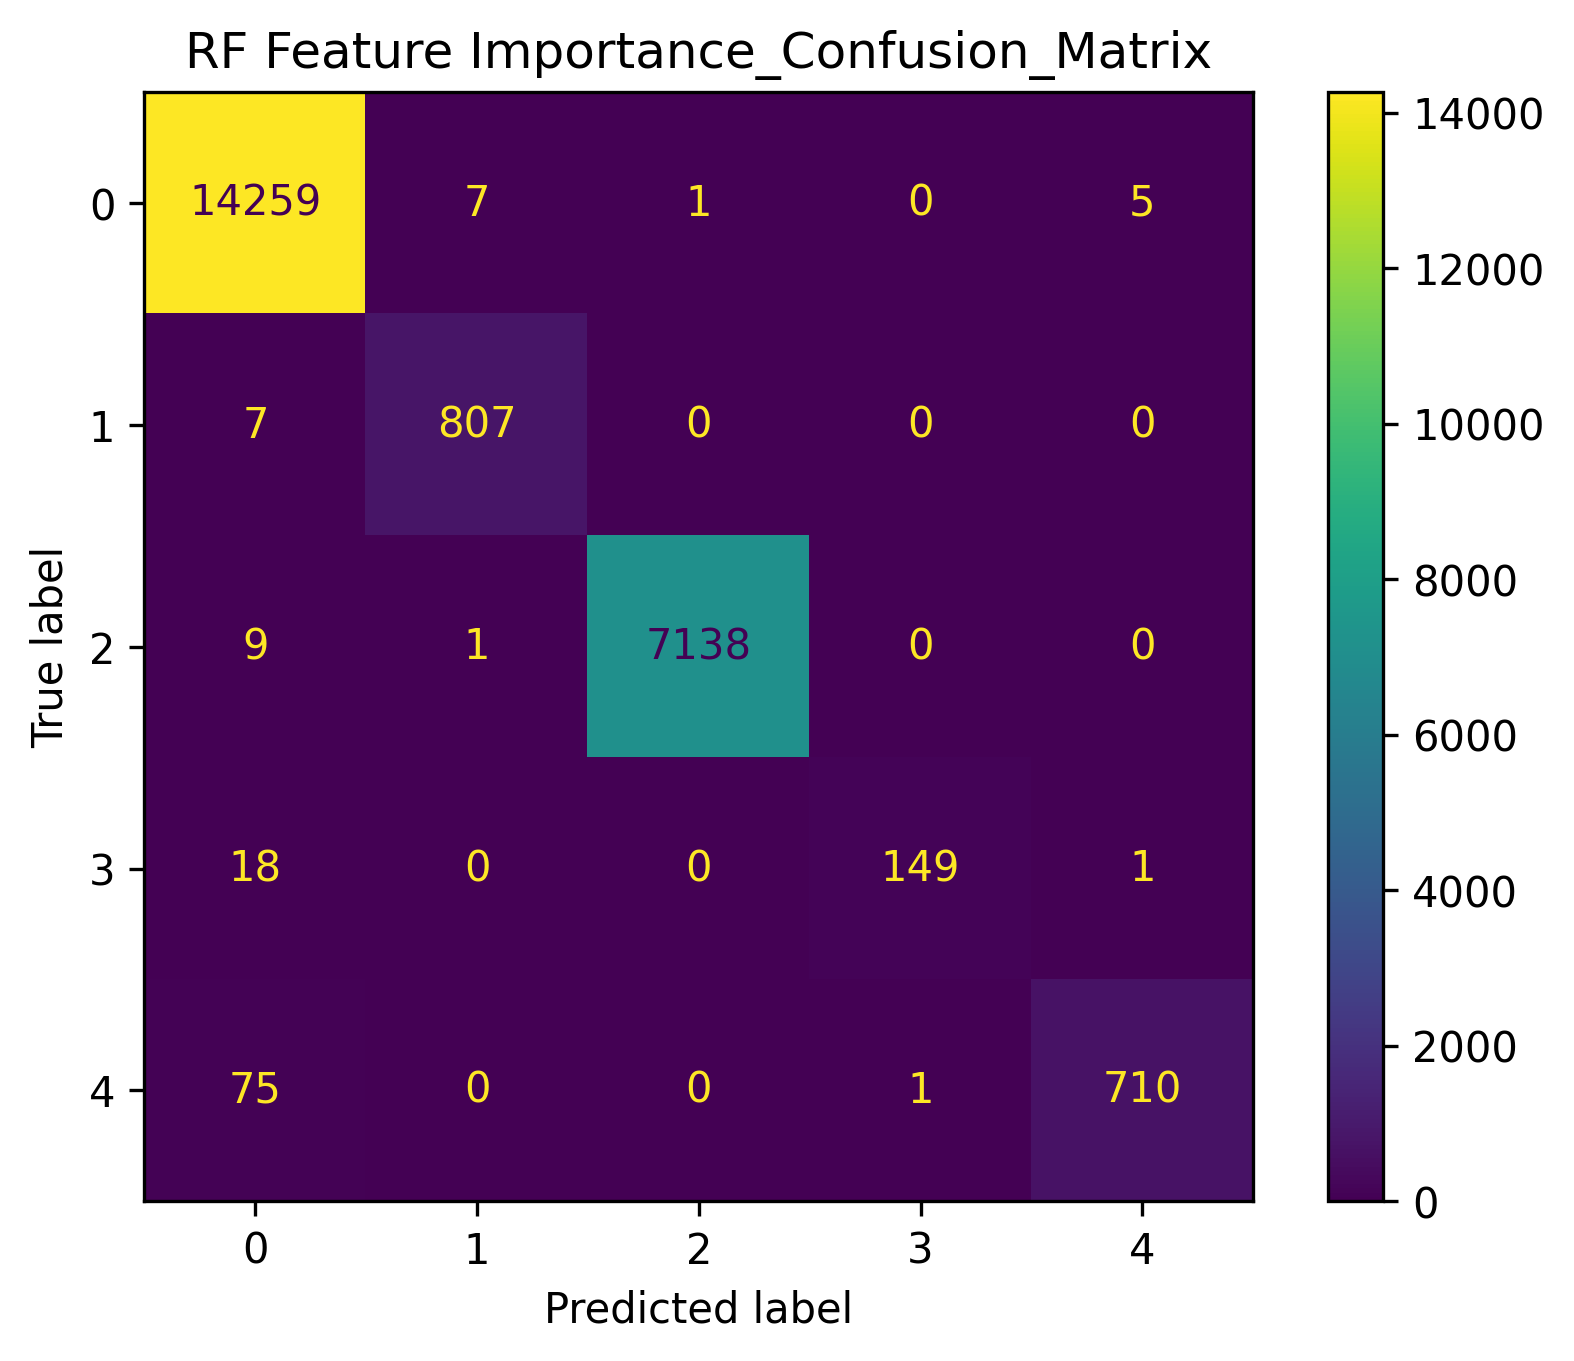 RF Feature Importance_Confusion_Matrix
14000
0 14259 7 1 0 5
12000
10000
1 7 807 0 0 0
8000
True label
2 9 1 7138 0 0
6000
4000
3 18 0 0 149 1
2000
4 75 0 0 1 710
0
0 1 2 3 4
Predicted label